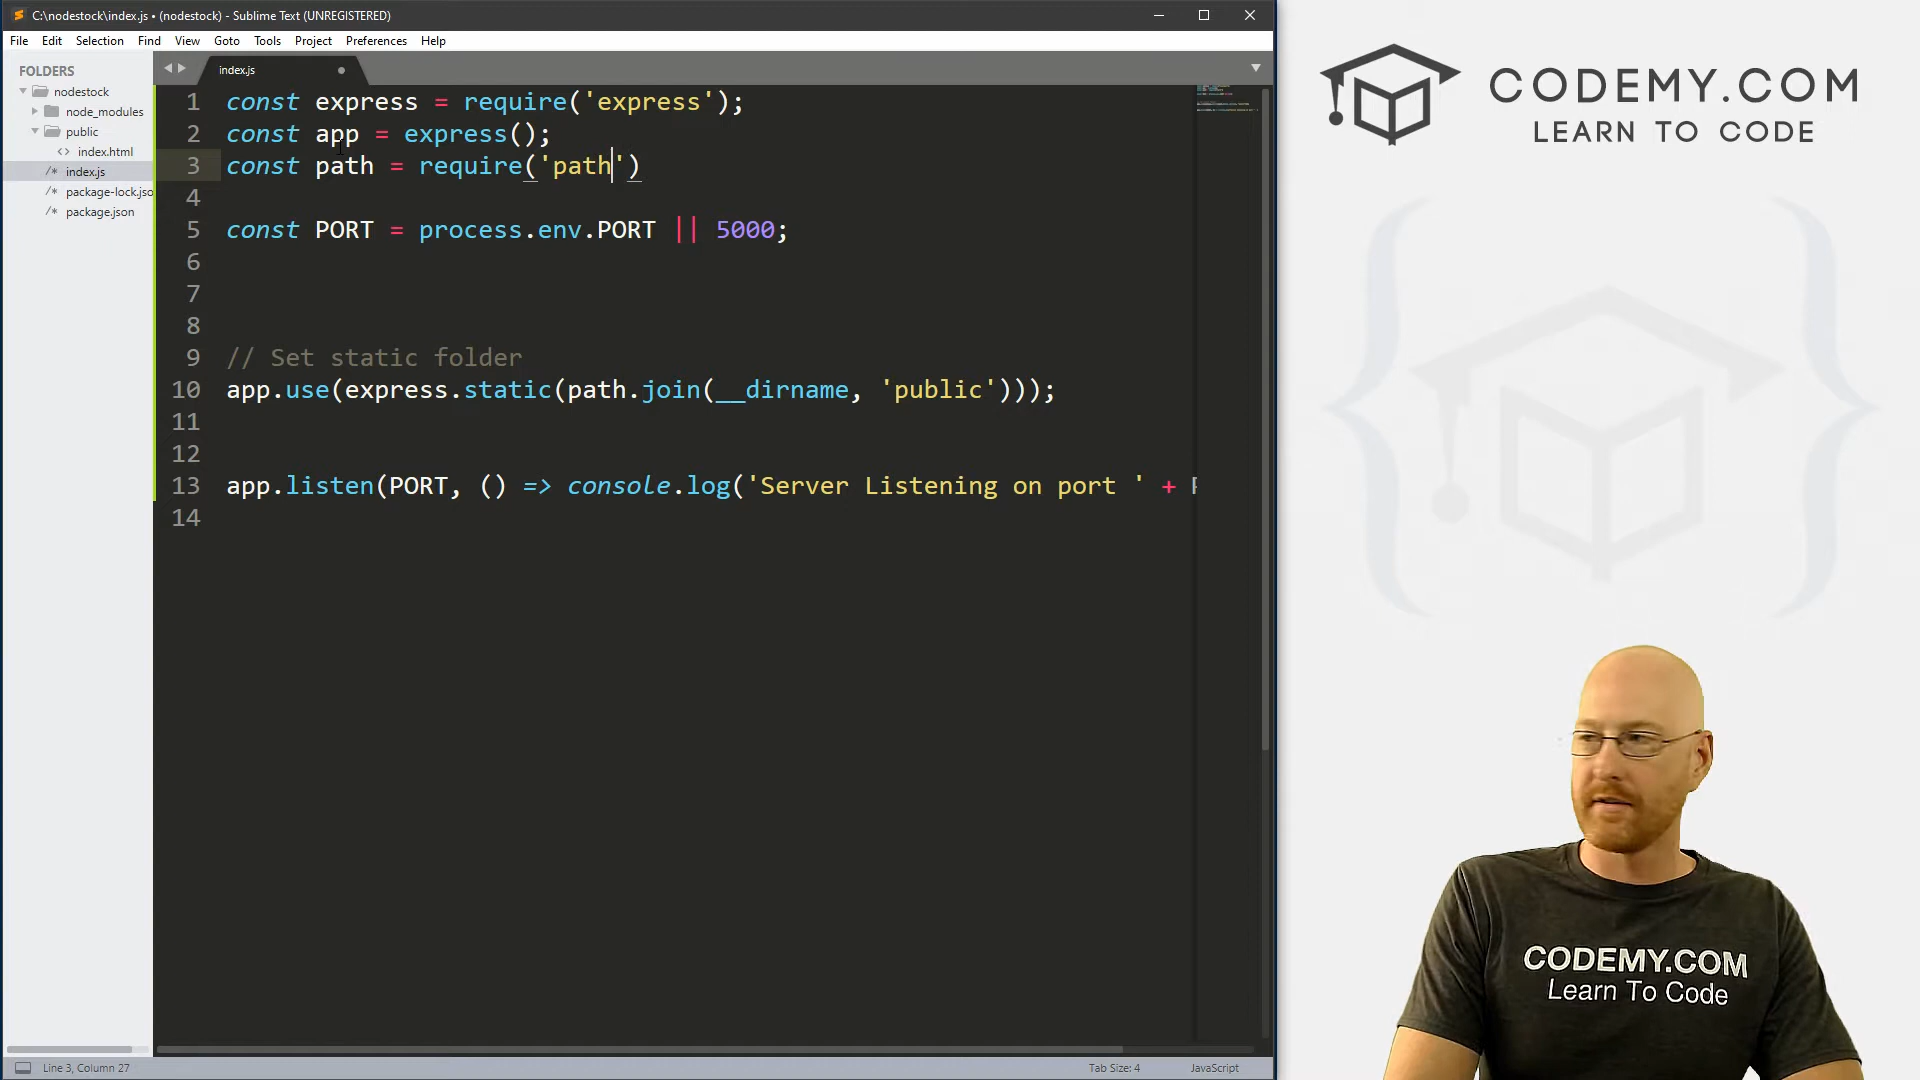 C:\nodestock\index.js • (nodestock) - Sublime Text (UNREGISTERED)
File Edit Selection Find View Goto Tools Project Preferences Help
FOLDERS
nodestock
node_modules
public
index.html
index.js
package-lock.jso
package.json
index.js
1 const express = require('express');
2 const app = express();
3 const path = require('path')
4
5 const PORT = process.env.PORT || 5000;
6
7
8
9 // Set static folder
10 app.use(express.static(path.join(__dirname, 'public')));
11
12
13 app.listen(PORT, () => console.log('Server Listening on port ' + P
14
Line 3, Column 27
Tab Size: 4
JavaScript
CODEMY.COM
LEARN TO CODE
CODEMY.COM
Learn To Code